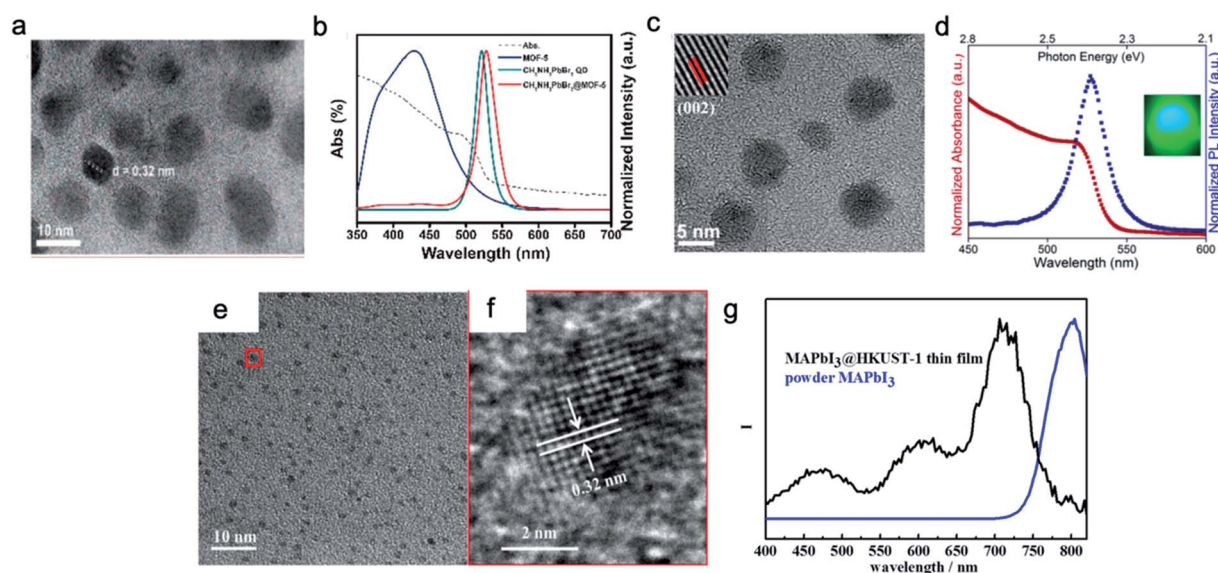 a
d = 0.32 nm
10 nm
b
Abs (%)
Abs.
MOF-5
CH₃NH₃PbBr₃ QD
CH₃NH₃PbBr₃@MOF-5
Normalized Intensity (a.u.)
350 400 450 500 550 600 650 700
Wavelength (nm)
c
(002)
5 nm
d
2.8 2.4 2.3 2.1
Photon Energy (eV)
Normalized Absorbance (a.u.)
Normalized PL Intensity (a.u.)
450 500 550 600
Wavelength (nm)
e
10 nm
f
0.32 nm
2 nm
g
MAPbI₃@HKUST-1 thin film
powder MAPbI₃
I
400 450 500 550 600 650 700 750 800
wavelength / nm